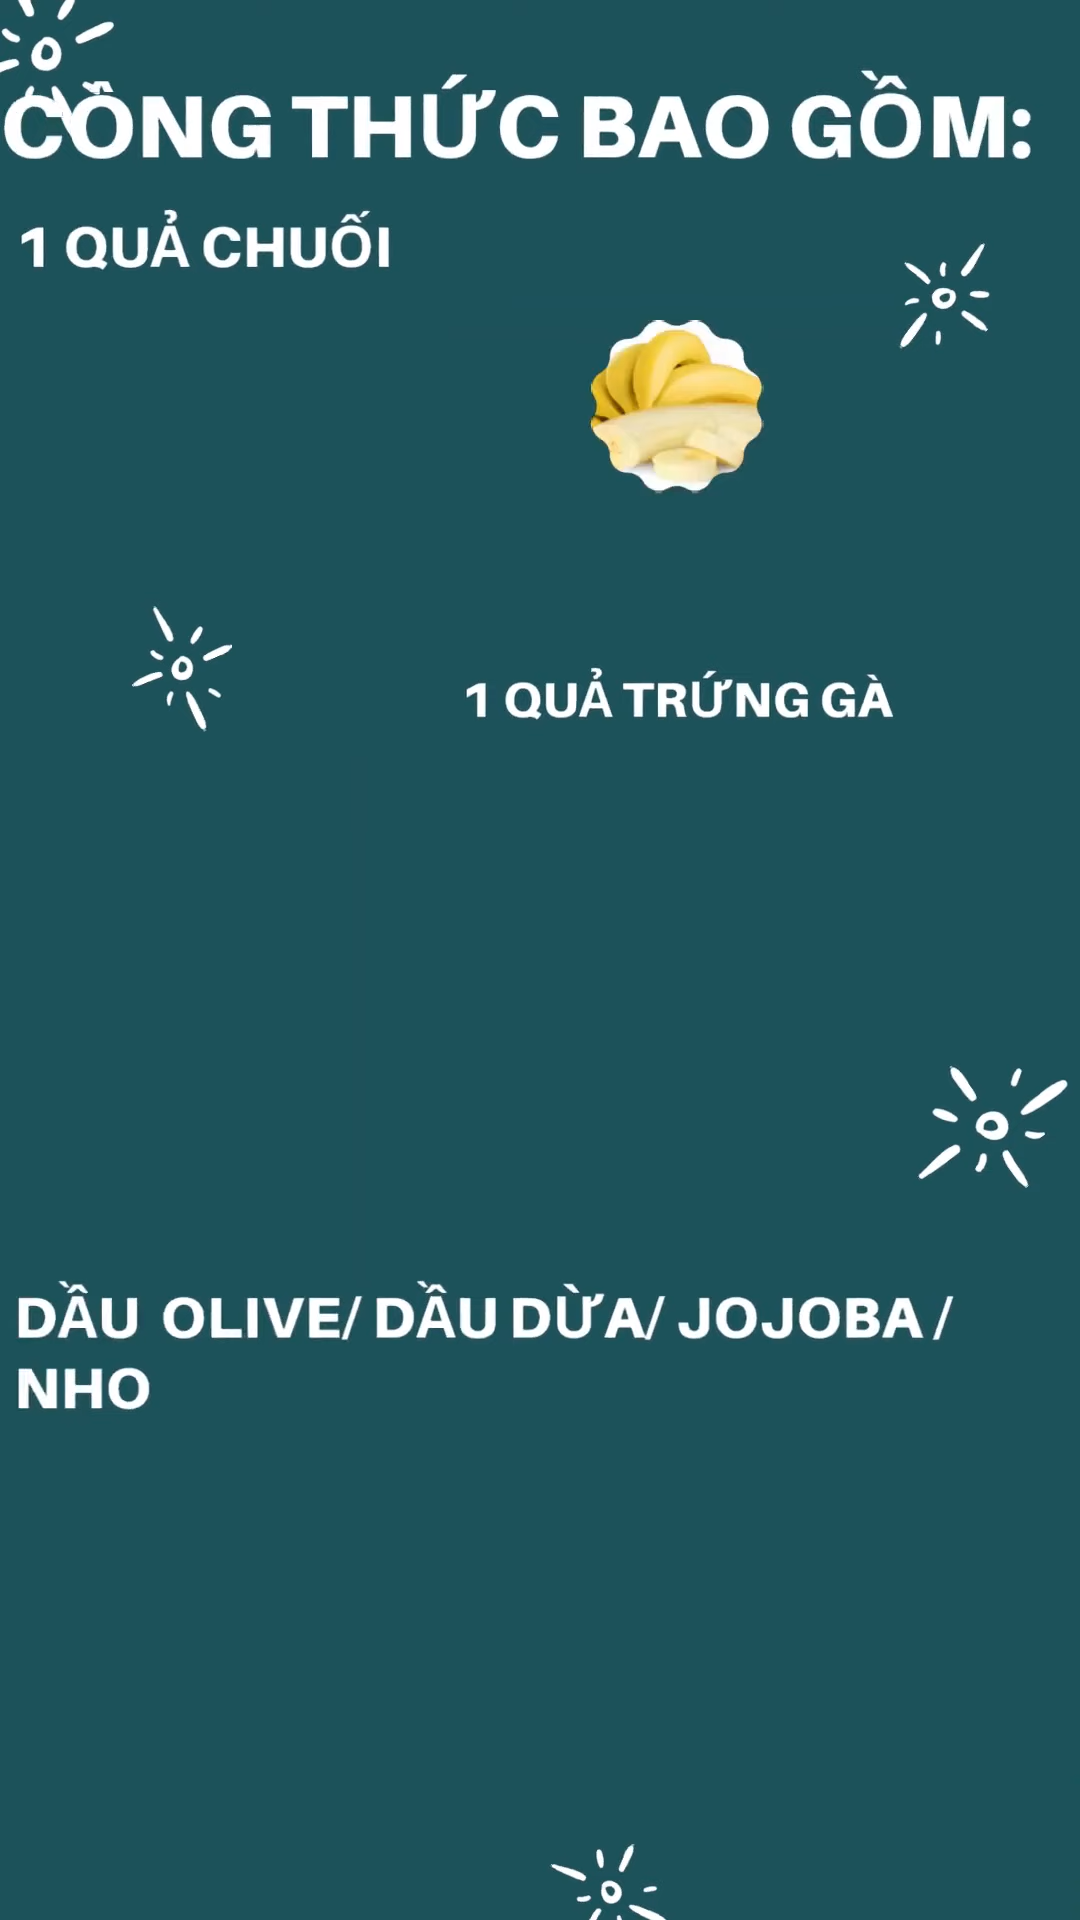 CÔNG THỨC BAO GỒM:
1 QUẢ CHUỐI
1 QUẢ TRỨNG GÀ
DẦU OLIVE/ DẦU DỪA/ JOJOBA /
NHO